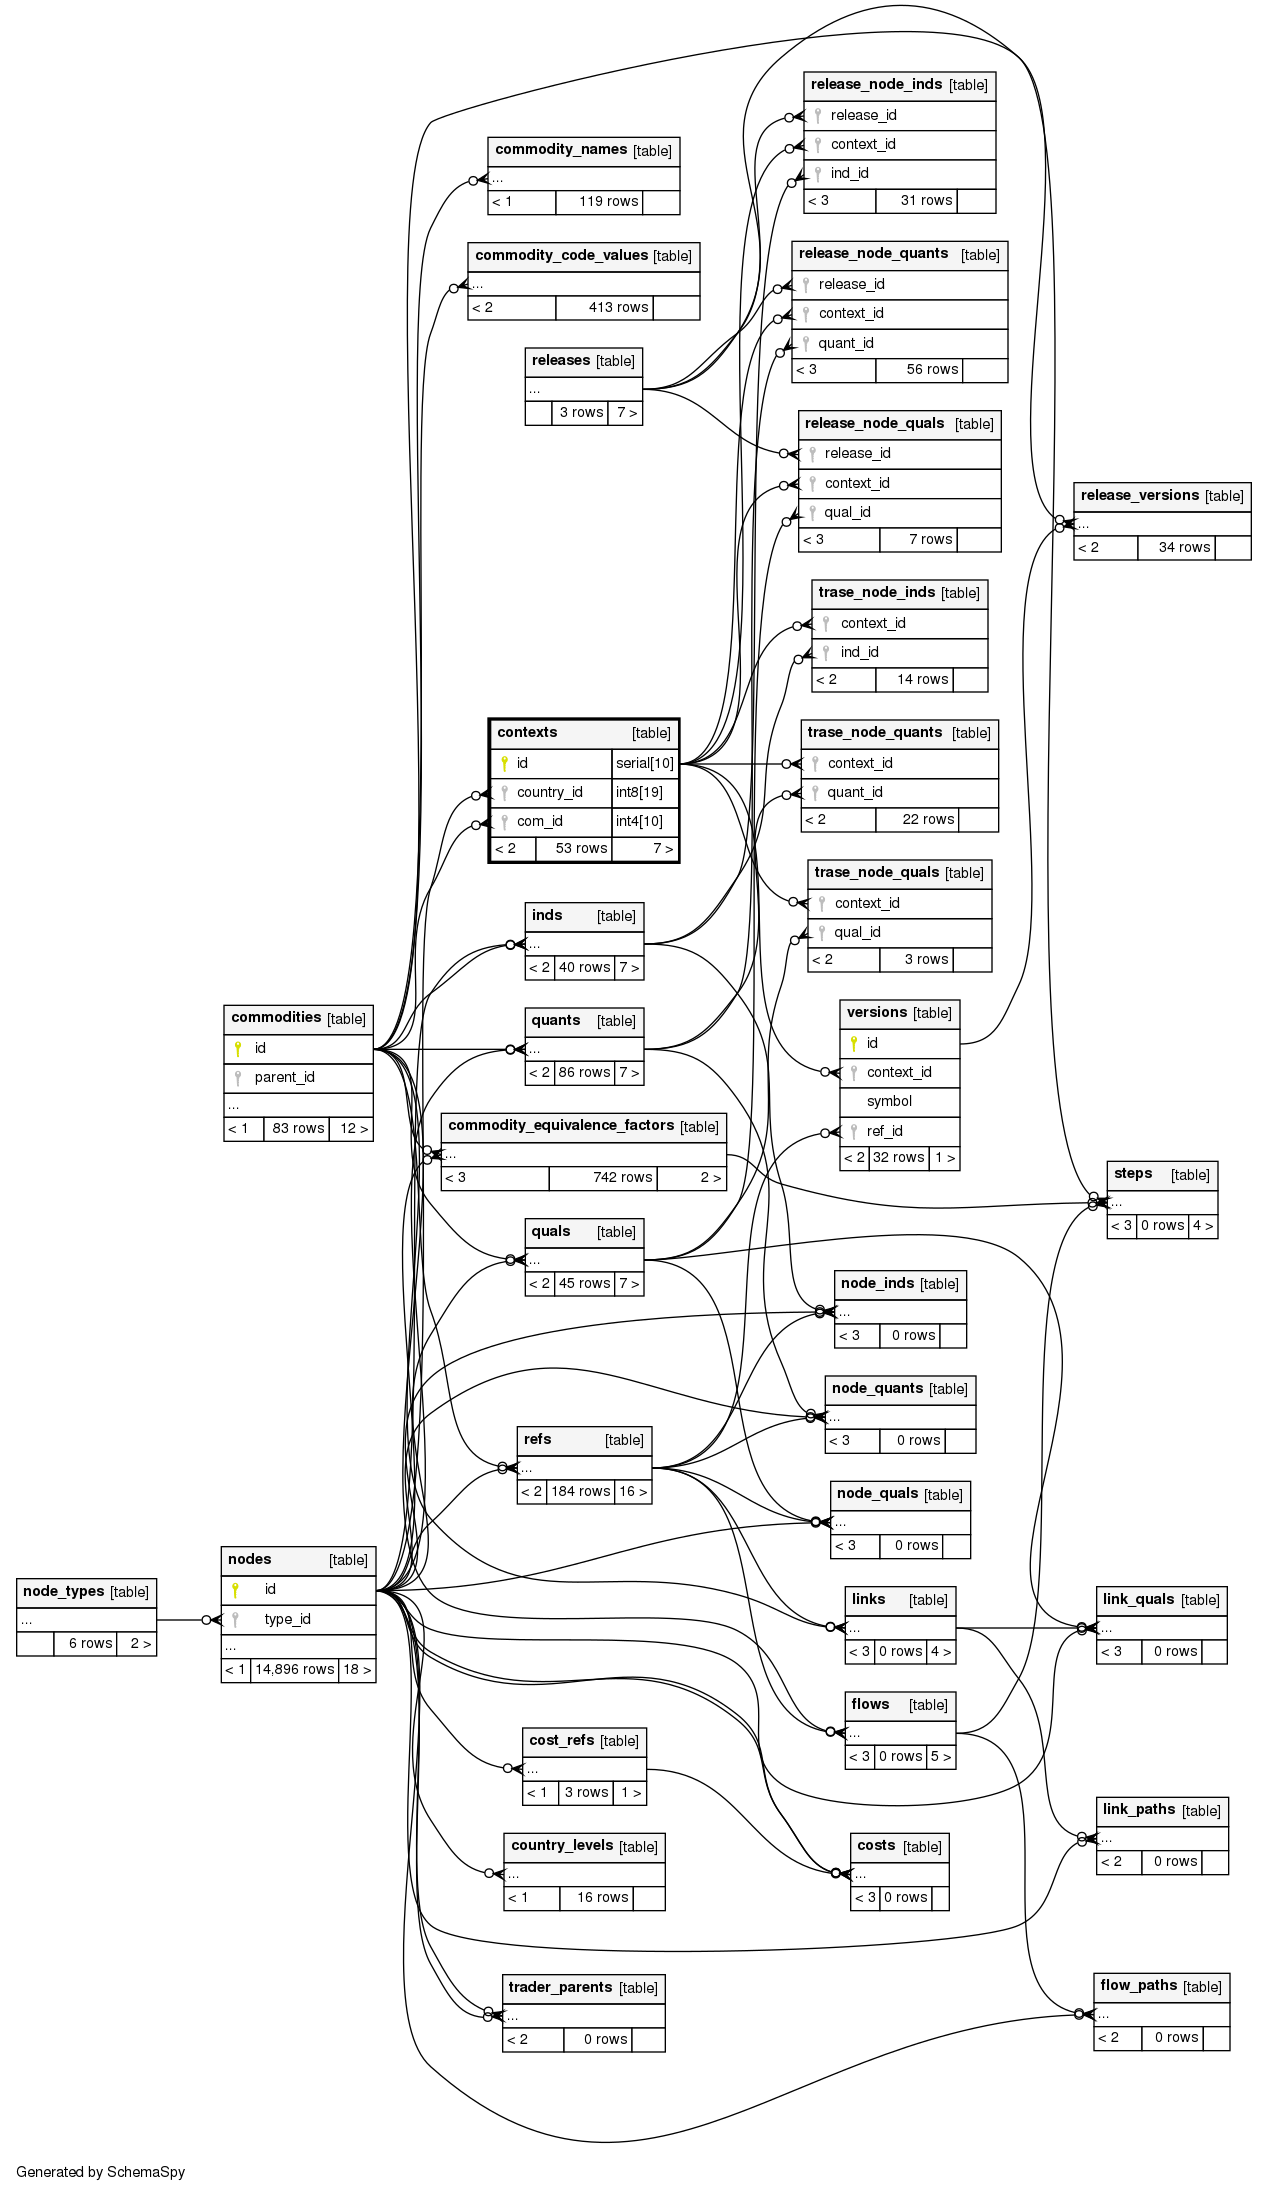 release_node_inds [table]
release_id
context_id
ind_id
< 3 31 rows
commodity_names [table]
...
< 1 119 rows
commodity_code_values [table]
...
< 2 413 rows
release_node_quants [table]
release_id
context_id
quant_id
< 3 56 rows
releases [table]
...
3 rows 7 >
release_node_quals [table]
release_id
context_id
qual_id
< 3 7 rows
release_versions [table]
...
< 2 34 rows
trase_node_inds [table]
context_id
ind_id
< 2 14 rows
contexts [table]
id serial[10]
country_id int8[19]
com_id int4[10]
< 2 53 rows 7 >
trase_node_quants [table]
context_id
quant_id
< 2 22 rows
trase_node_quals [table]
context_id
qual_id
< 2 3 rows
inds [table]
...
< 2 40 rows 7 >
commodities [table]
id
parent_id
...
< 1 83 rows 12 >
quants [table]
...
< 2 86 rows 7 >
versions [table]
id
context_id
symbol
ref_id
< 2 32 rows 1 >
commodity_equivalence_factors [table]
...
< 3 742 rows 2 >
steps [table]
...
< 3 0 rows 4 >
quals [table]
...
< 2 45 rows 7 >
node_inds [table]
...
< 3 0 rows
node_quants [table]
...
< 3 0 rows
refs [table]
...
< 2 184 rows 16 >
node_quals [table]
...
< 3 0 rows
nodes [table]
id
type_id
...
< 1 14,896 rows 18 >
node_types [table]
...
6 rows 2 >
links [table]
...
< 3 0 rows 4 >
link_quals [table]
...
< 3 0 rows
flows [table]
...
< 3 0 rows 5 >
cost_refs [table]
...
< 1 3 rows 1 >
link_paths [table]
...
< 2 0 rows
country_levels [table]
...
< 1 16 rows
costs [table]
...
< 3 0 rows
trader_parents [table]
...
< 2 0 rows
flow_paths [table]
...
< 2 0 rows
Generated by SchemaSpy